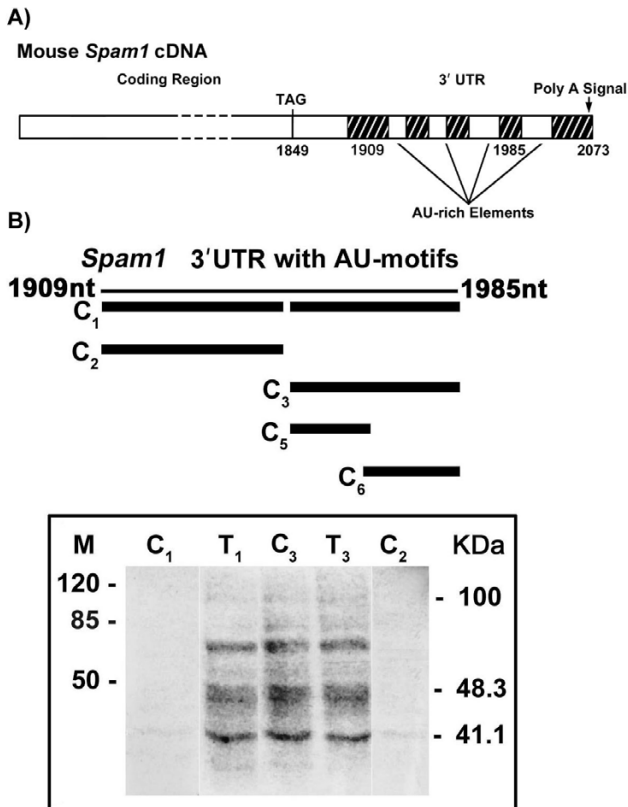 A)
Mouse Spam1 cDNA
Coding Region
3′ UTR
Poly A Signal
TAG
1849
1909
1985
2073
AU-rich Elements
B)
Spam1 3′UTR with AU-motifs
1909nt
1985nt
C1
C2
C3
C5
C6
M C1 T1 C3 T3 C2 KDa
120 -
- 100
85 -
50 -
- 48.3
- 41.1